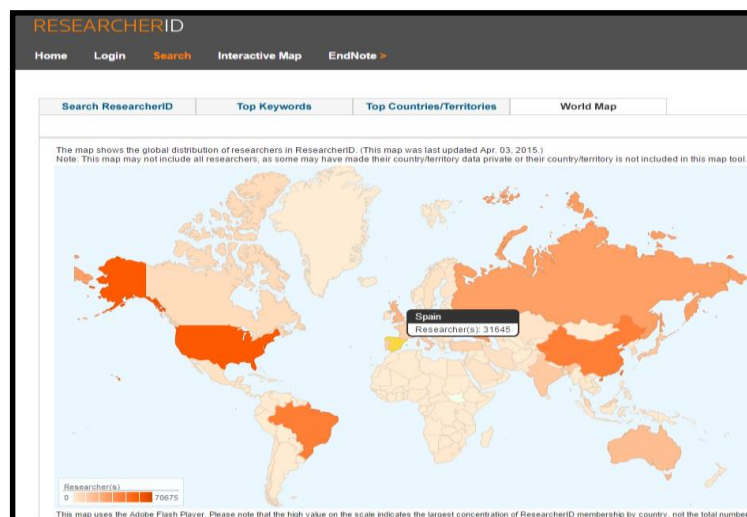 RESEARCHERID
Home Login Search Interactive Map EndNote >
Search ResearcherID Top Keywords Top Countries/Territories World Map
The map shows the global distribution of researchers in ResearcherID. (This map was last updated Apr. 03, 2015.)
Note: This map may not include all researchers, as some may have made their country/territory data private or their country/territory is not included in this map tool.
Spain
Researcher(s): 31645
Researcher(s)
0 70675
This map uses the Adobe Flash Player. Please note that the high value on the scale indicates the largest concentration of ResearcherID membership by country, not the total number